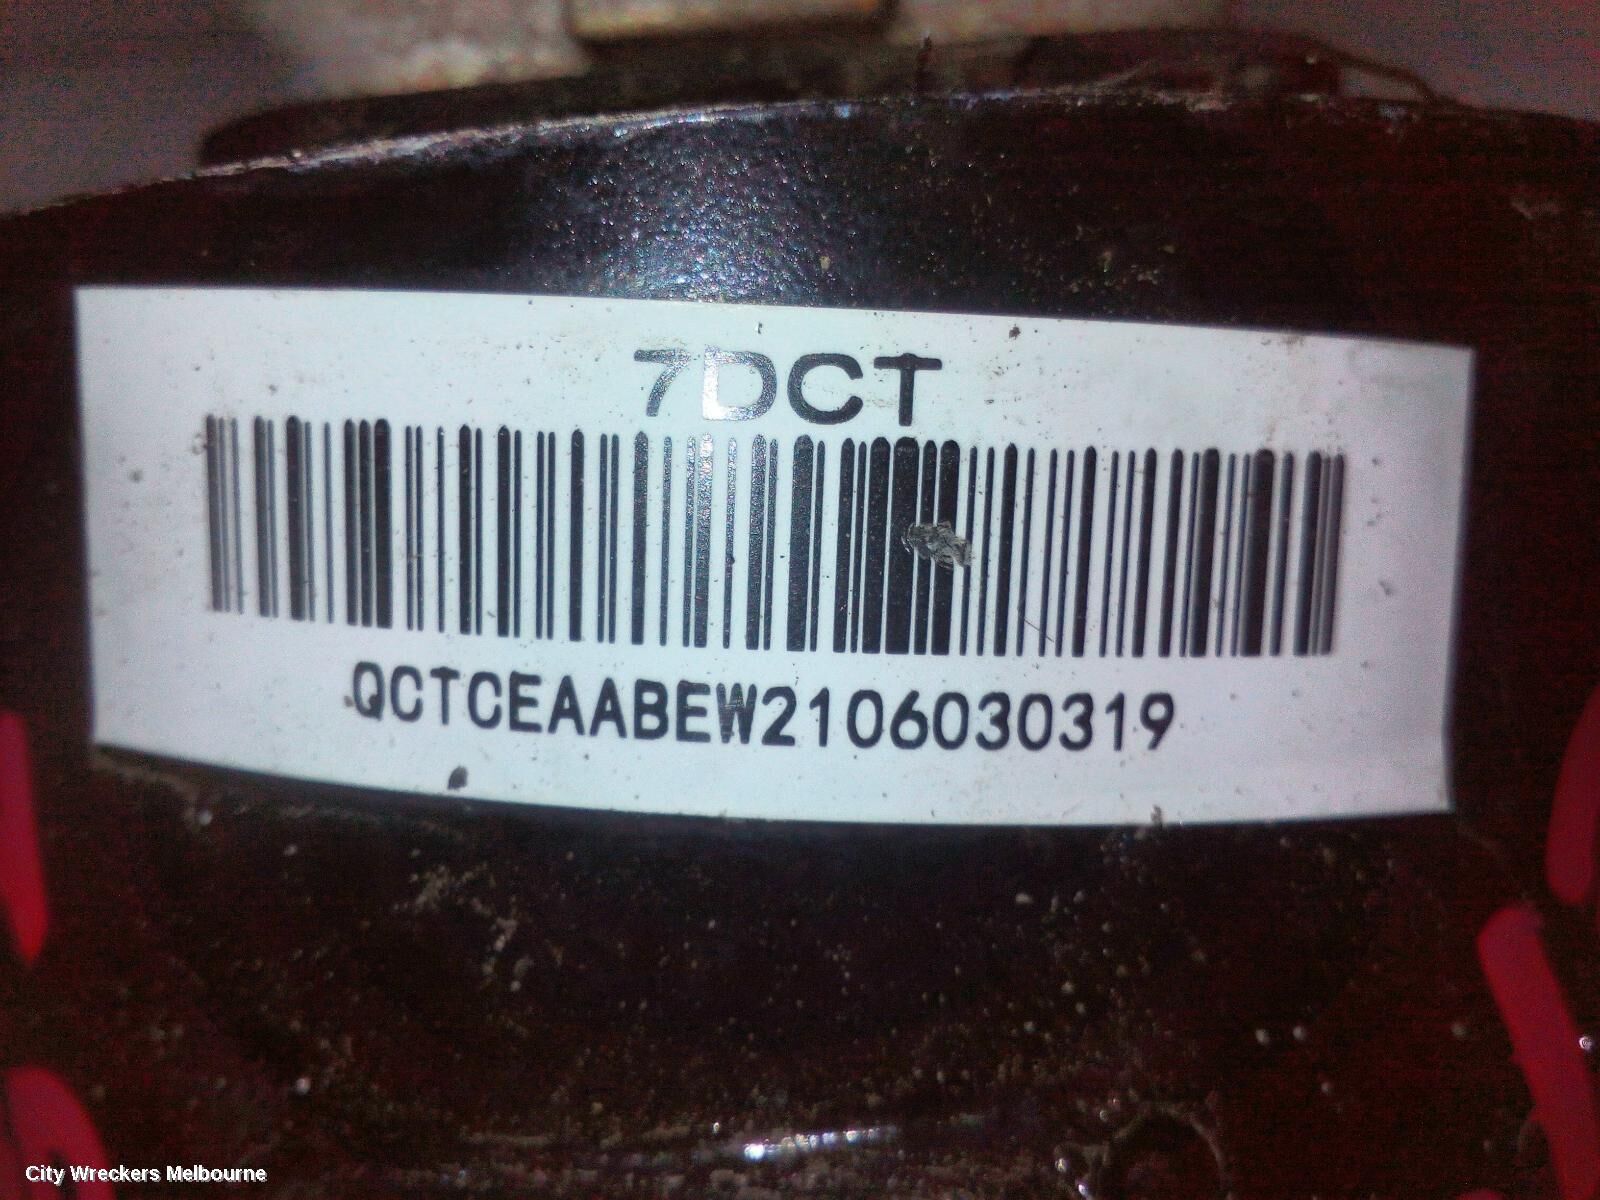 7DCT
QCTCEAABEW2106030319
City Wreckers Melbourne